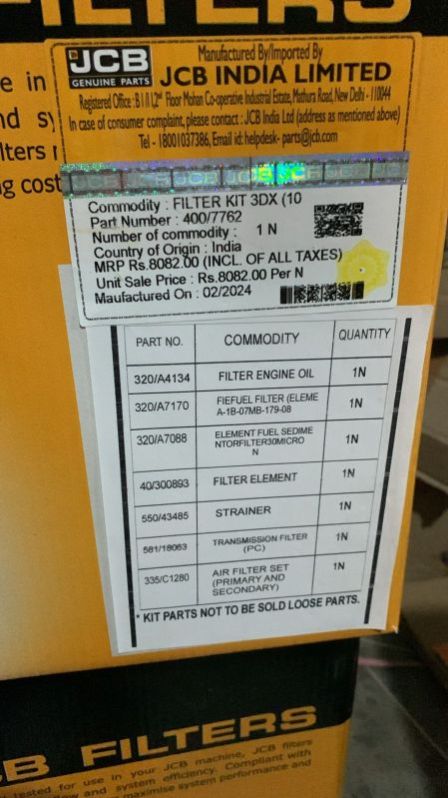 FILTERS
e in
nd sy
lters
g cost
JCB
GENUINE PARTS
Manufactured By/Imported By
JCB INDIA LIMITED
Registered Office : B1/1,2nd Floor Mohan Co-operative Industrial Estate, Mathura Road, New Delhi - 110044
In case of consumer complaint, please contact : JCB India Ltd (address as mentioned above)
Tel - 18001037386, Email id: helpdesk- parts@jcb.com
Commodity : FILTER KIT 3DX (10
Part Number : 400/7762
Number of commodity : 1 N
Country of Origin : India
MRP Rs.8082.00 (INCL. OF ALL TAXES)
Unit Sale Price : Rs.8082.00 Per N
Maufactured On : 02/2024
PART NO. COMMODITY QUANTITY
320/A4134 FILTER ENGINE OIL 1N
320/A7170 FIEFUEL FILTER (ELEME
A-1B-07MB-179-08 1N
320/A7088 ELEMENT FUEL SEDIME
NTORFILTER30MICRO
N 1N
40/300893 FILTER ELEMENT 1N
550/43485 STRAINER 1N
581/18063 TRANSMISSION FILTER
(PC) 1N
335/C1280 AIR FILTER SET
(PRIMARY AND
SECONDARY) 1N
* KIT PARTS NOT TO BE SOLD LOOSE PARTS.
CB FILTERS
tested for use in your JCB machine, JCB filters
flow and system efficiency. Compliant with
maximise system performance and